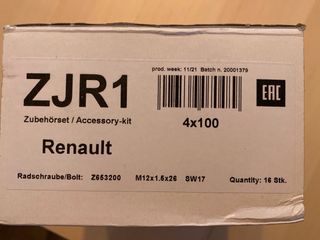 prod. week: 11/21 Batch n. 20001379
ZJR1
EAC
Zubehörset / Accessory-kit
4x100
Renault
Radschraube/Bolt: Z653200 M12x1.5x26 SW17 Quantity: 16 Stk.